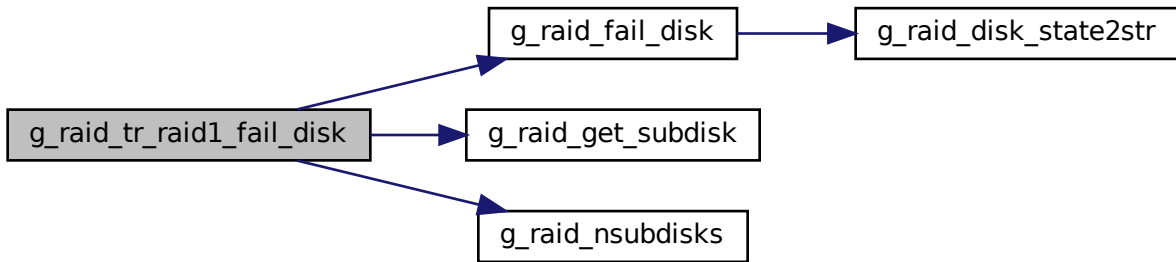 g_raid_fail_disk
g_raid_disk_state2str
g_raid_tr_raid1_fail_disk
g_raid_get_subdisk
g_raid_nsubdisks